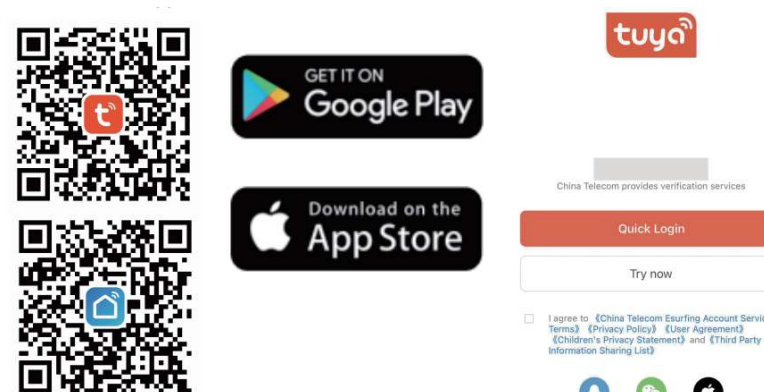 GET IT ON
Google Play
Download on the
App Store
tuya
China Telecom provides verification services
Quick Login
Try now
I agree to 《China Telecom Esurfing Account Servic
Terms》 《Privacy Policy》 《User Agreement》
《Children's Privacy Statement》 and 《Third Party
Information Sharing List》